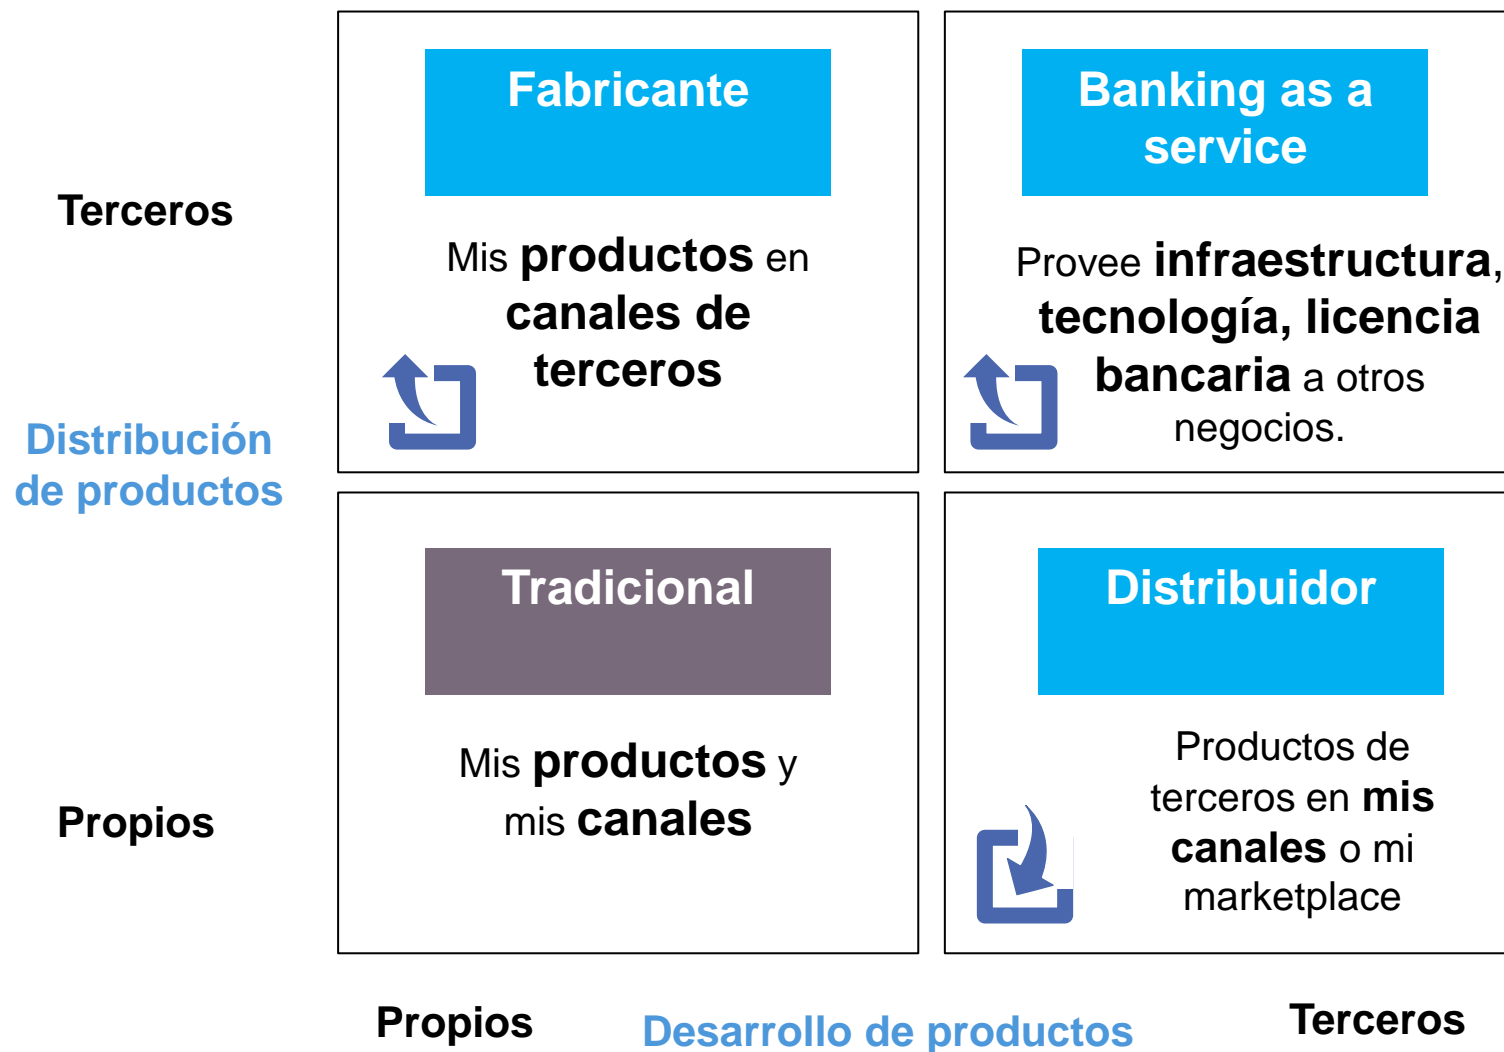 Fabricante
Banking as a
service
Terceros
Mis productos en
canales de
terceros
Provee infraestructura,
tecnología, licencia
bancaria a otros
negocios.
Distribución
de productos
Tradicional
Distribuidor
Mis productos y
mis canales
Productos de
terceros en mis
canales o mi
marketplace
Propios
Propios
Desarrollo de productos
Terceros